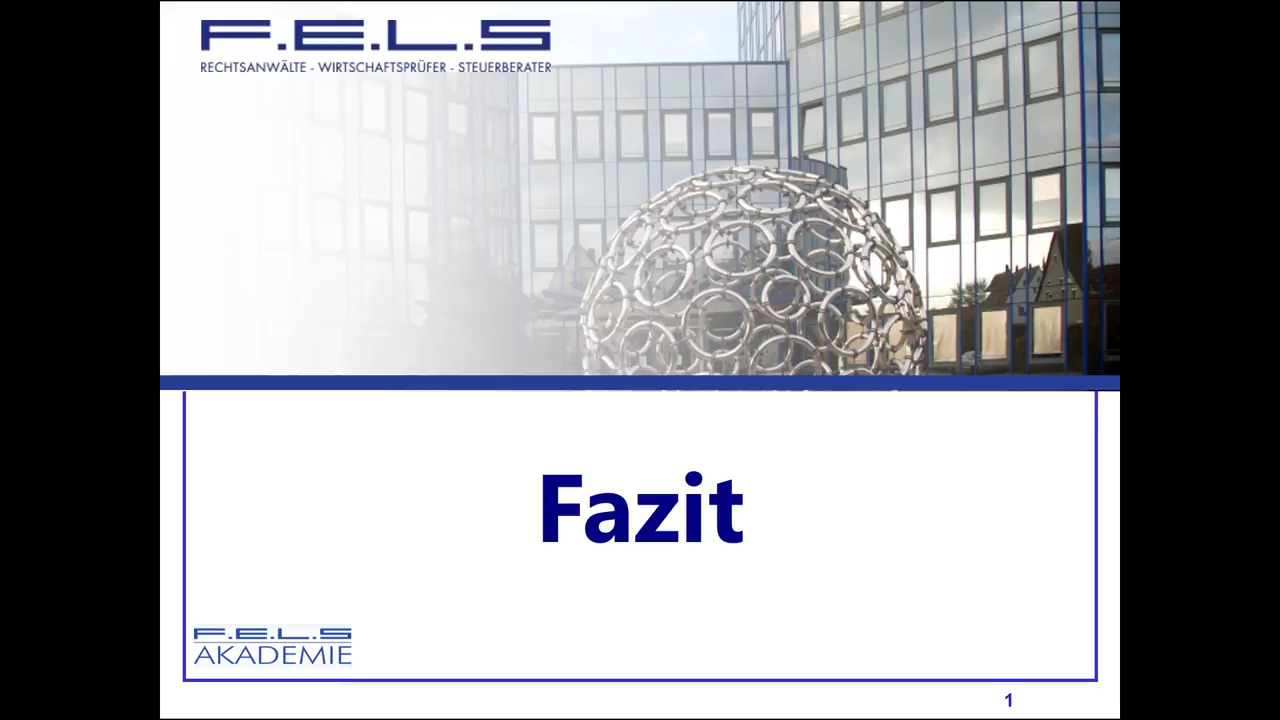 F.E.L.S
RECHTSANWÄLTE - WIRTSCHAFTSPRÜFER - STEUERBERATER
Fazit
F.E.L.S
AKADEMIE
1